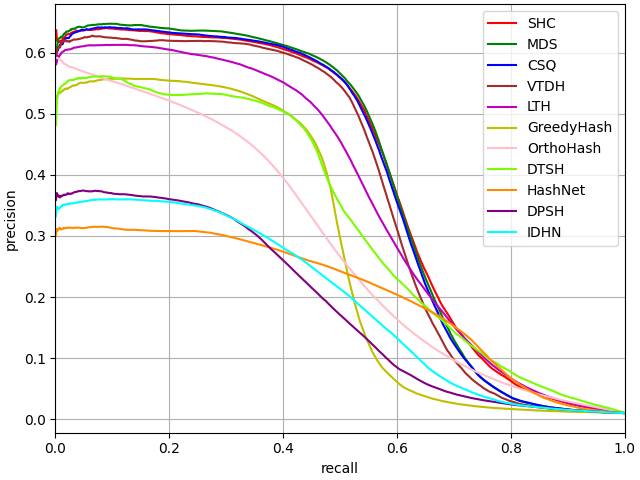 SHC
MDS
CSQ
VTDH
LTH
GreedyHash
OrthoHash
DTSH
HashNet
DPSH
IDHN
precision
0.6
0.5
0.4
0.3
0.2
0.1
0.0
0.0 0.2 0.4 0.6 0.8 1.0
recall